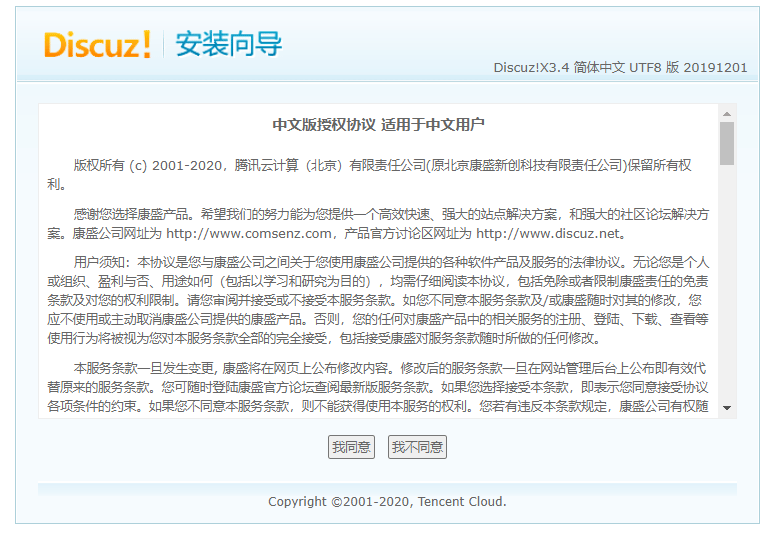 Discuz! 安装向导
Discuz!X3.4 简体中文 UTF8 版 20191201
中文版授权协议 适用于中文用户
版权所有 (c) 2001-2020，腾讯云计算（北京）有限责任公司(原北京康盛新创科技有限责任公司)保留所有权
利。
感谢您选择康盛产品。希望我们的努力能为您提供一个高效快速、强大的站点解决方案，和强大的社区论坛解决方
案。康盛公司网址为 http://www.comsenz.com，产品官方讨论区网址为 http://www.discuz.net。
用户须知：本协议是您与康盛公司之间关于您使用康盛公司提供的各种软件产品及服务的法律协议。无论您是个人
或组织、盈利与否、用途如何（包括以学习和研究为目的），均需仔细阅读本协议，包括免除或者限制康盛责任的免责
条款及对您的权利限制。请您审阅并接受或不接受本服务条款。如您不同意本服务条款及/或康盛随时对其的修改，您
应不使用或主动取消康盛公司提供的康盛产品。否则，您的任何对康盛产品中的相关服务的注册、登陆、下载、查看等
使用行为将被视为您对本服务条款全部的完全接受，包括接受康盛对服务条款随时所做的任何修改。
本服务条款一旦发生变更, 康盛将在网页上公布修改内容。修改后的服务条款一旦在网站管理后台上公布即有效代
替原来的服务条款。您可随时登陆康盛官方论坛查阅最新版服务条款。如果您选择接受本条款，即表示您同意接受协议
各项条件的约束。如果您不同意本服务条款，则不能获得使用本服务的权利。您若有违反本条款规定，康盛公司有权随
我同意 我不同意
Copyright ©2001-2020, Tencent Cloud.